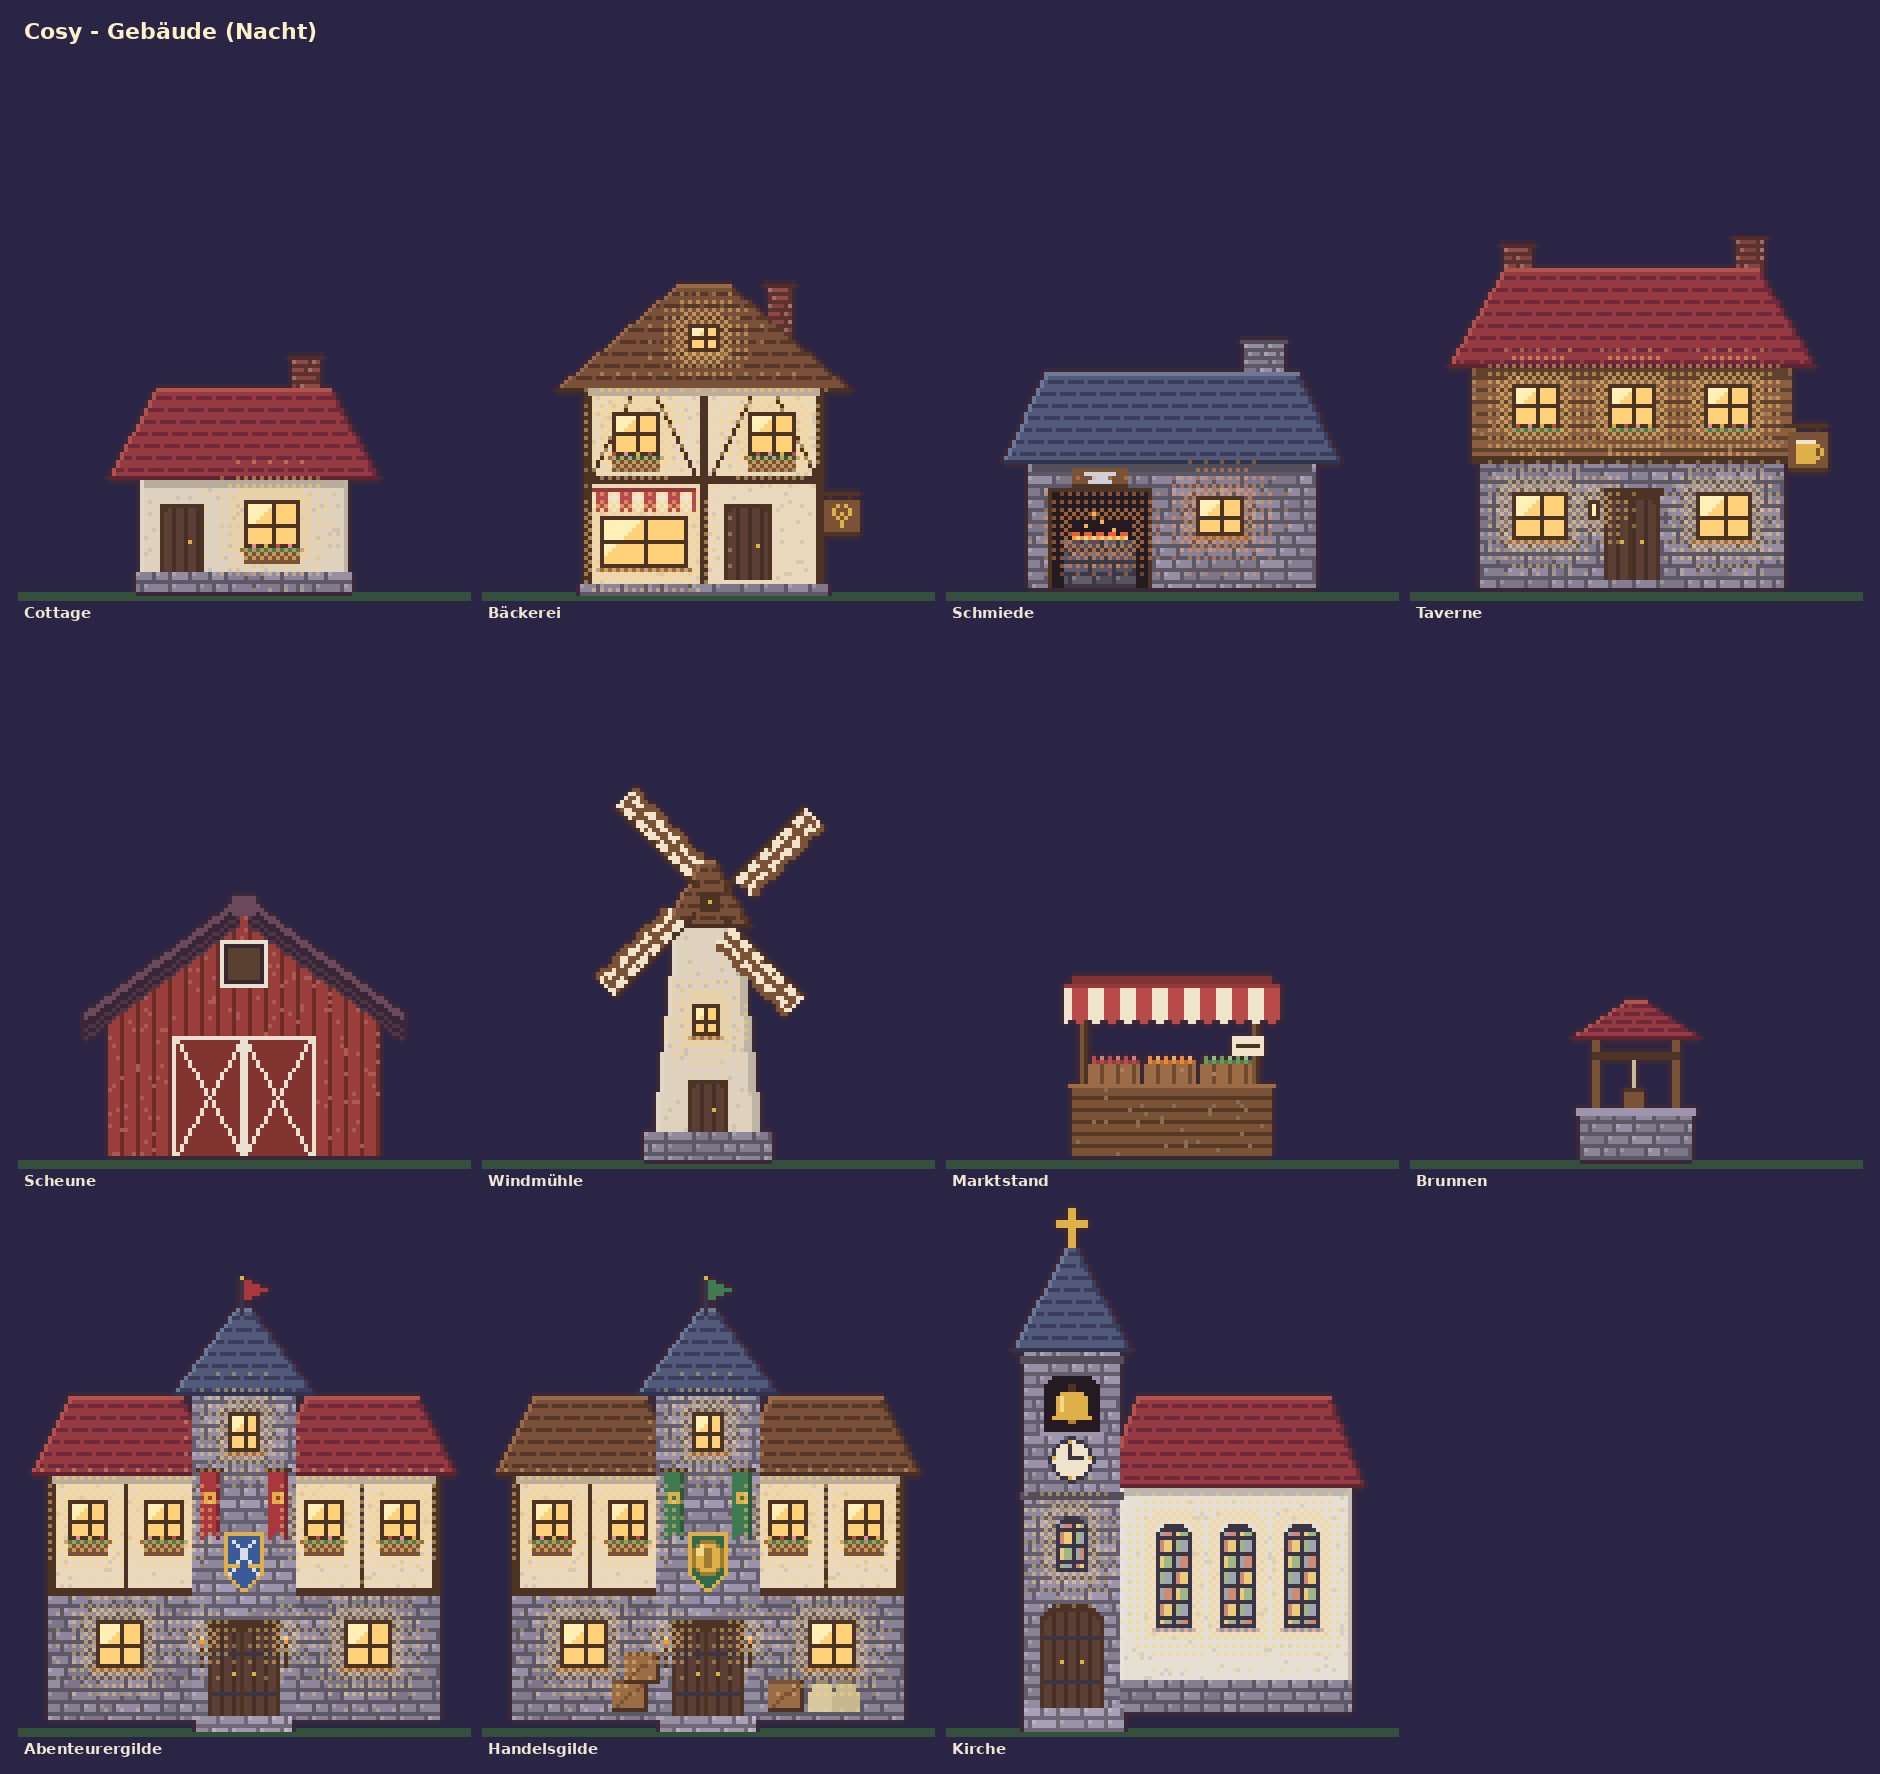 Cosy - Gebäude (Nacht)
Cottage
Bäckerei
Schmiede
Taverne
Scheune
Windmühle
Marktstand
Brunnen
Abenteurergilde
Handelsgilde
Kirche